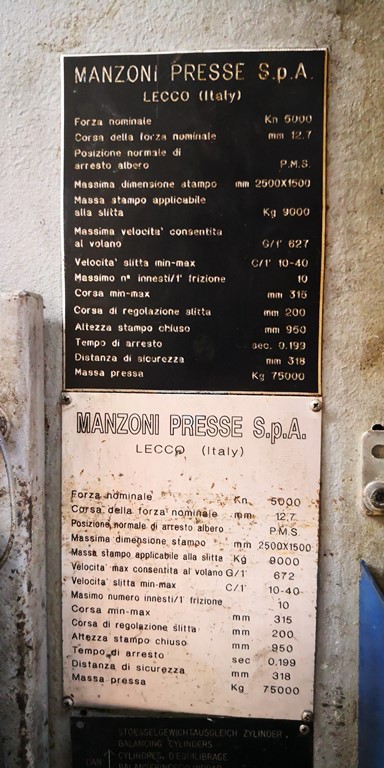 MANZONI PRESSE S.p.A.
LECCO (Italy)
Forza nominale Kn 5000
Corsa della forza nominale mm 12.7
Posizione normale di
arresto albero P.M.S.
Massima dimensione stampo mm 2500X1500
Massa stampo applicabile
alla slitta Kg 9000
Massima velocita' consentita
al volano G/1' 627
Velocita' slitta min-max C/1' 10-40
Massimo n° innesti/1' frizione 10
Corsa min-max mm 315
Corsa di regolazione slitta mm 200
Altezza stampo chiuso mm 950
Tempo di arresto sec. 0.199
Distanza di sicurezza mm 318
Massa pressa Kg 75000
MANZONI PRESSE S.p.A.
LECCO (Italy)
Forza nominale Kn 5000
Corsa della forza nominale mm 12.7
Posizione normale di arresto albero P.M.S
Massima dimensione stampo mm 2500X1500
Massa stampo applicabile alla slitta Kg 9000
Velocita' max consentita al volano G/1' 672
Velocita' slitta min-max C/1' 10-40
Masimo numero innesti/1' frizione 10
Corsa min-max mm 315
Corsa di regolazione slitta mm 200
Altezza stampo chiuso mm 950
Tempo di arresto sec 0.199
Distanza di sicurezza mm 318
Massa pressa Kg 75000
STOESSELGEWICHTAUSGLEICH ZYLINDER,
BALANCING CYLINDERS
CYLINDRES D'EQUILIBRAGE